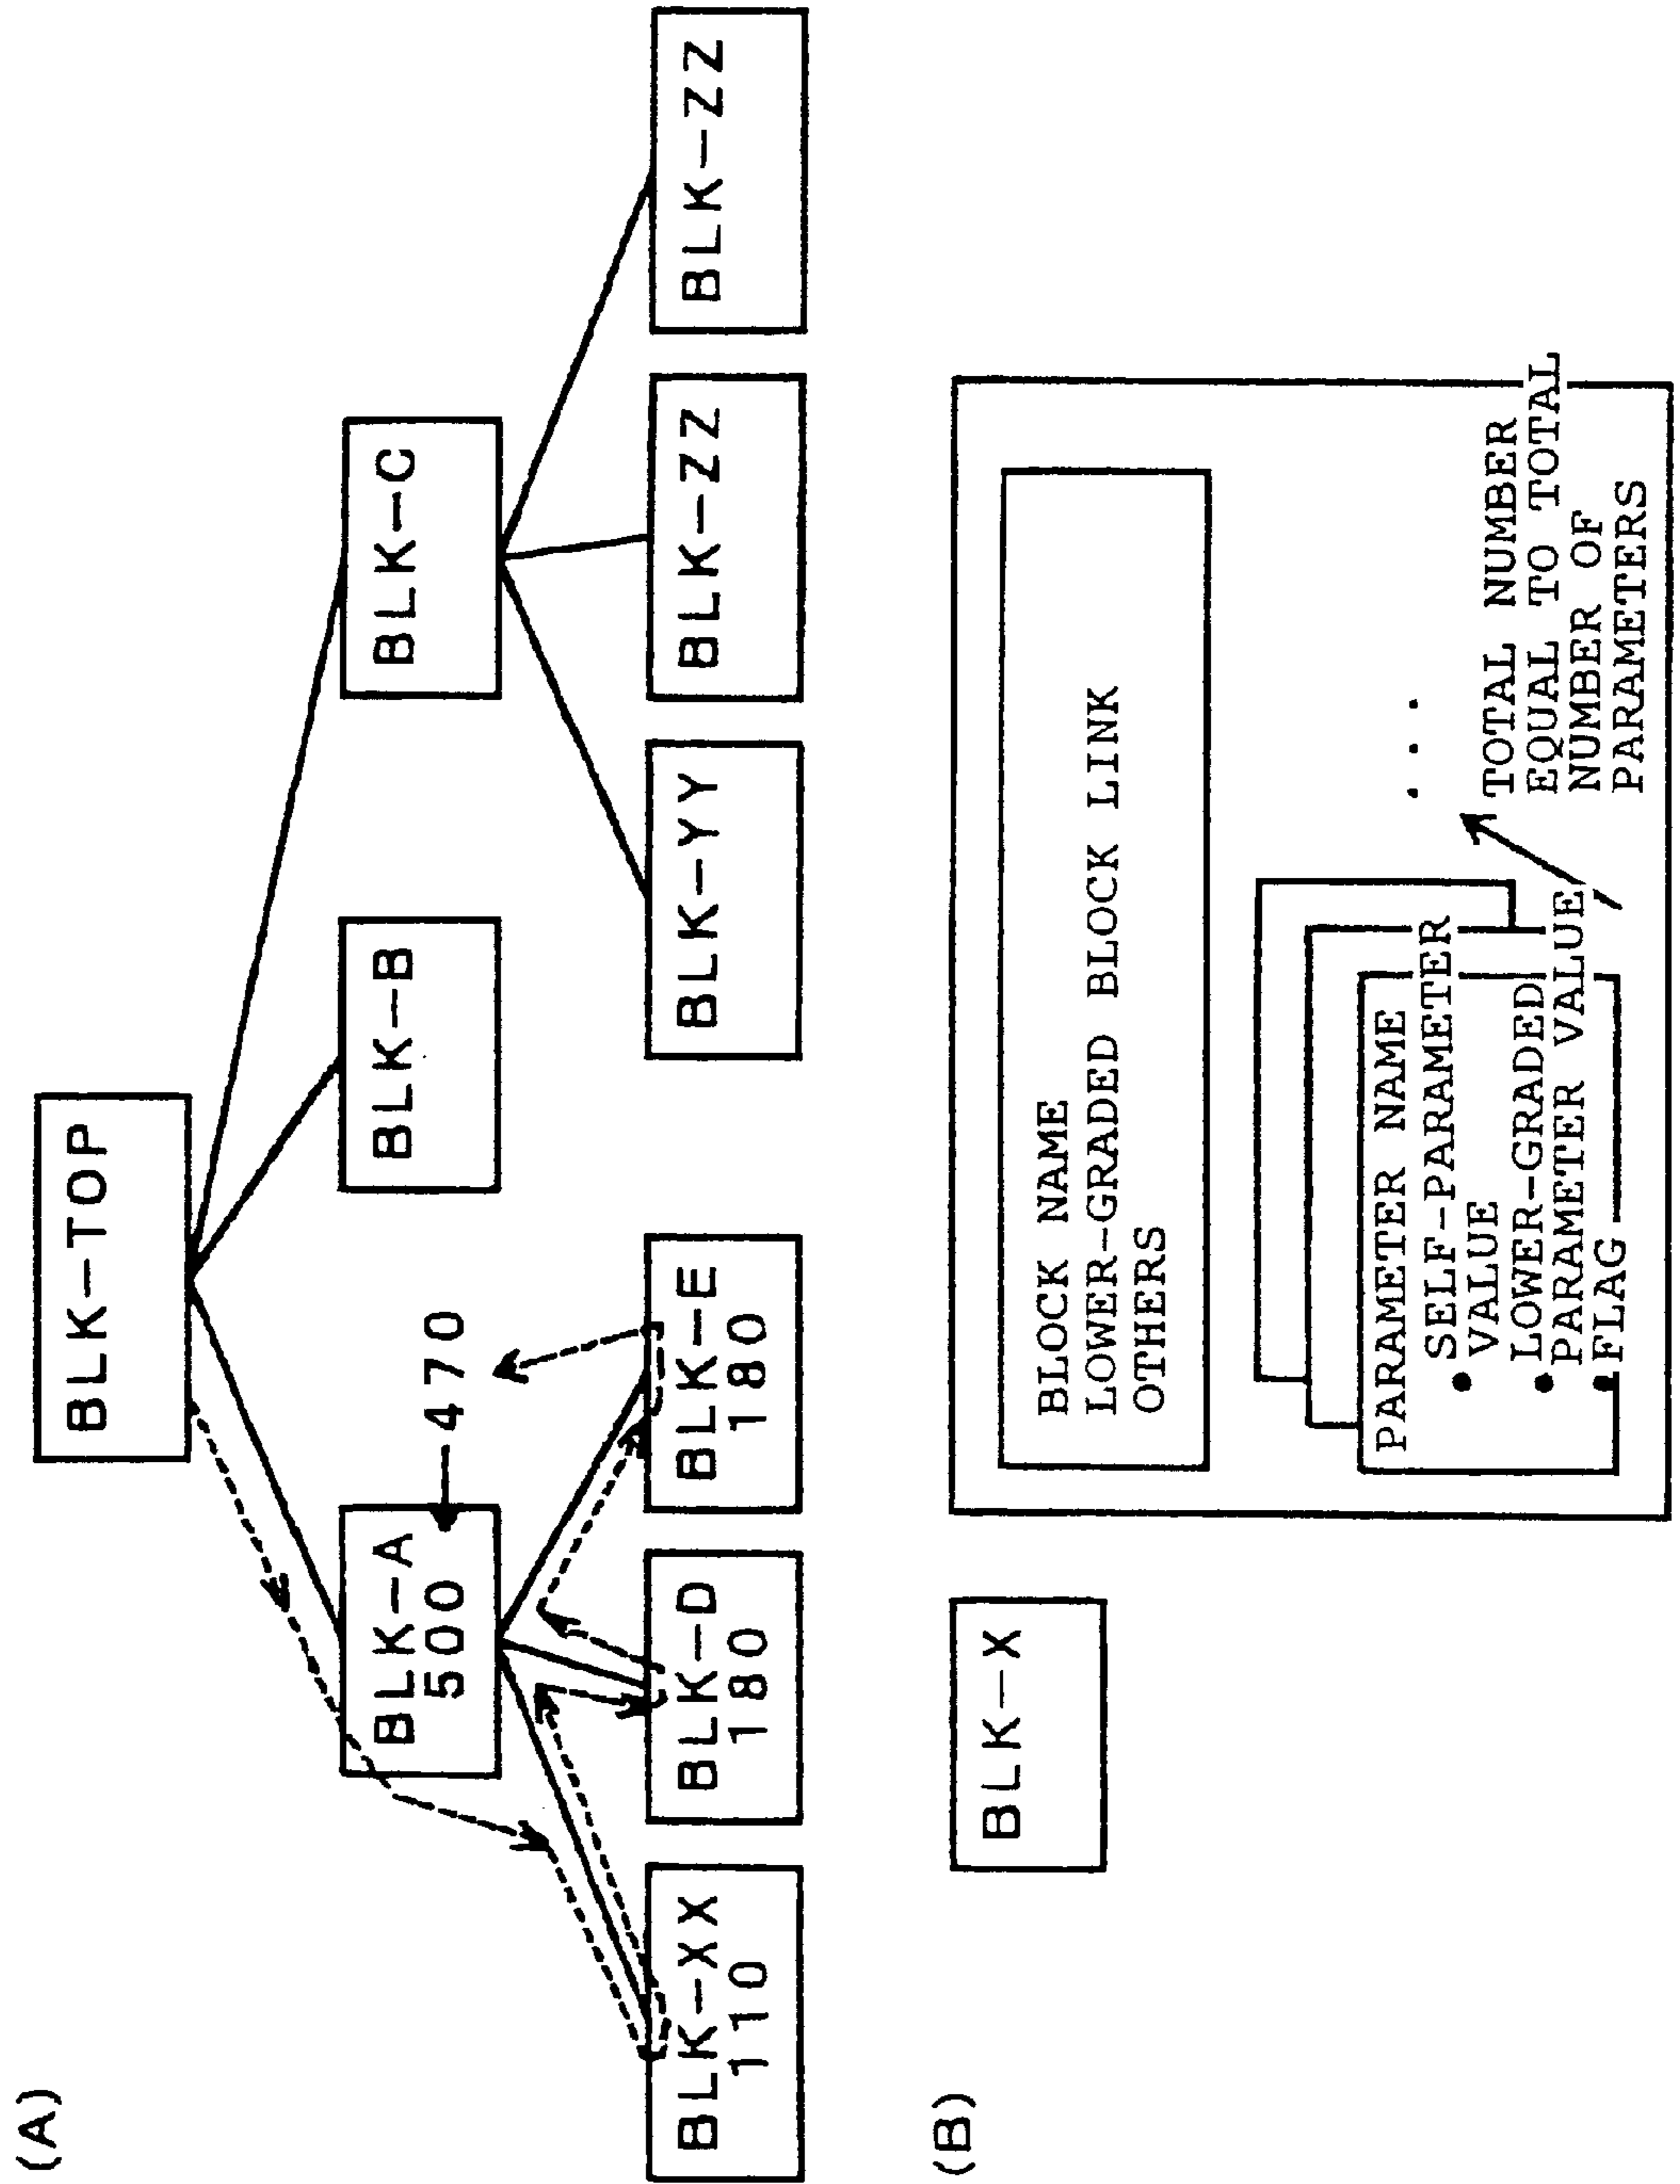 (A)
BLK-TOP
BLK-A
500
470
BLK-B
BLK-C
BLK-XX
110
BLK-D
180
BLK-E
180
BLK-YY
BLK-ZZ
BLK-ZZ
(B)
BLK-X
BLOCK NAME
LOWER-GRADED BLOCK LINK
OTHERS
PARAMETER NAME
SELF-PARAMETER
VALUE
LOWER-GRADED
PARAMETER VALUE
FLAG
...
TOTAL NUMBER
EQUAL TO TOTAL
NUMBER OF
PARAMETERS